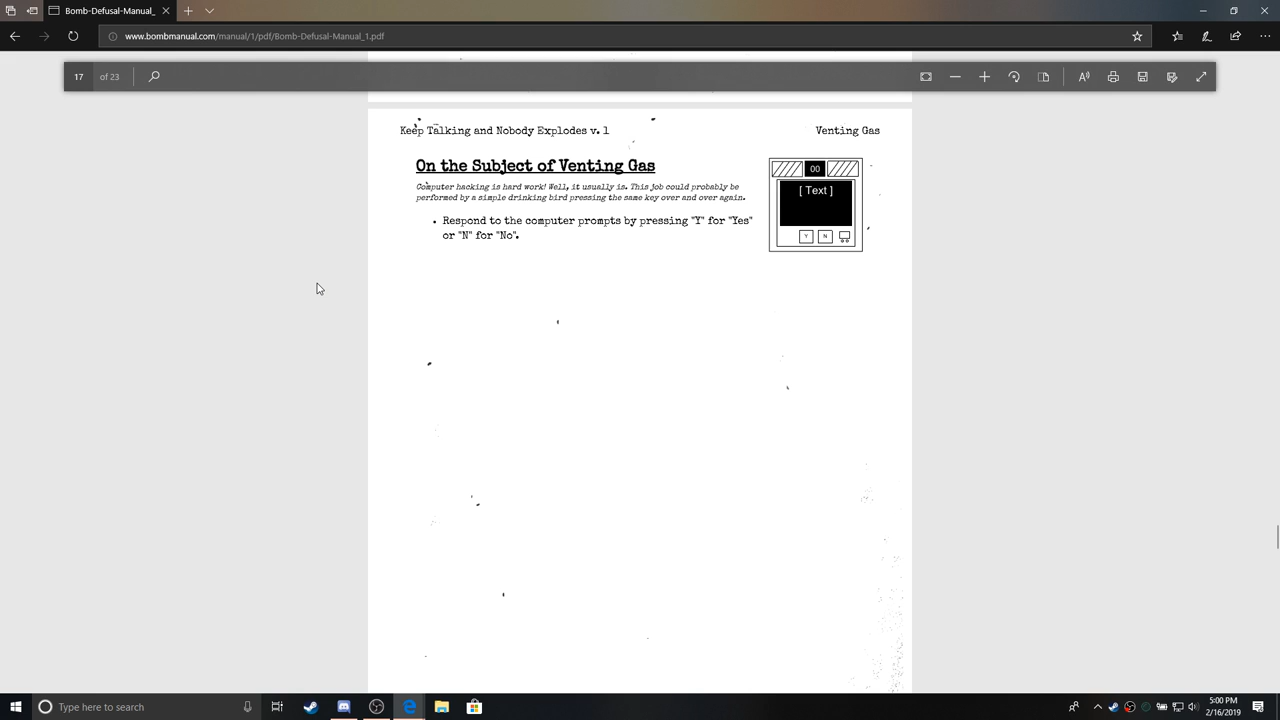 Bomb-Defusal-Manual_
www.bombmanual.com/manual/1/pdf/Bomb-Defusal-Manual_1.pdf
17 of 23
Keep Talking and Nobody Explodes v. 1
Venting Gas
On the Subject of Venting Gas
Computer hacking is hard work! Well, it usually is. This job could probably be
performed by a simple drinking bird pressing the same key over and over again.
• Respond to the computer prompts by pressing "Y" for "Yes"
or "N" for "No".
00
[ Text ]
Y N
Type here to search
5:00 PM
2/16/2019